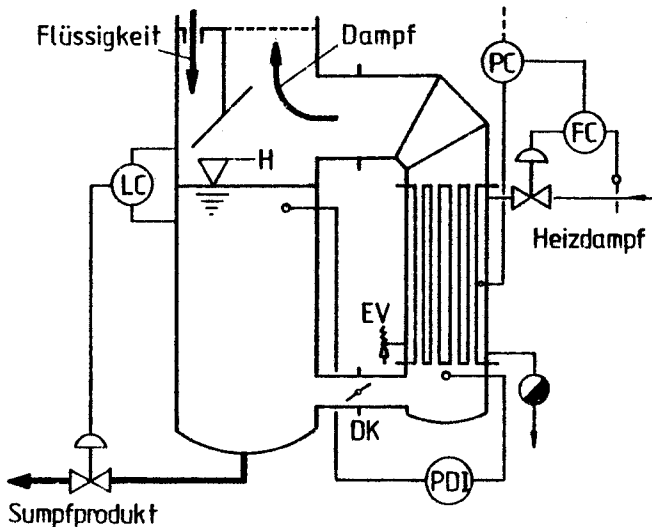 Flüssigkeit
Dampf
PC
FC
LC
H
Heizdampf
EV
DK
PDI
Sumpfprodukt